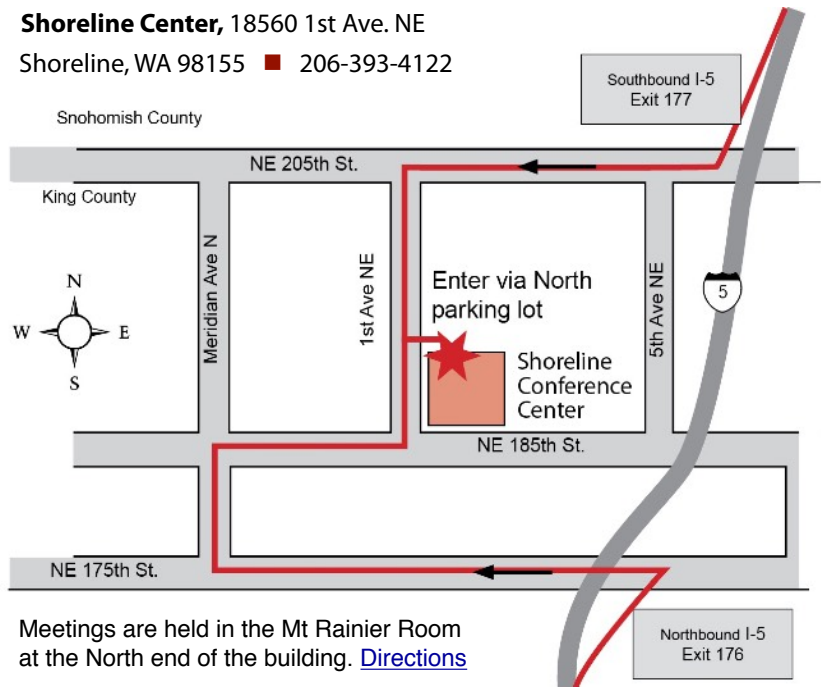 Shoreline Center, 18560 1st Ave. NE
Shoreline, WA 98155 ■ 206-393-4122
Southbound I-5
Exit 177
Snohomish County
NE 205th St.
King County
Meridian Ave N
1st Ave NE
5th Ave NE
5
N
W
E
S
Enter via North
parking lot
Shoreline
Conference
Center
NE 185th St.
NE 175th St.
Meetings are held in the Mt Rainier Room
at the North end of the building. Directions
Northbound I-5
Exit 176